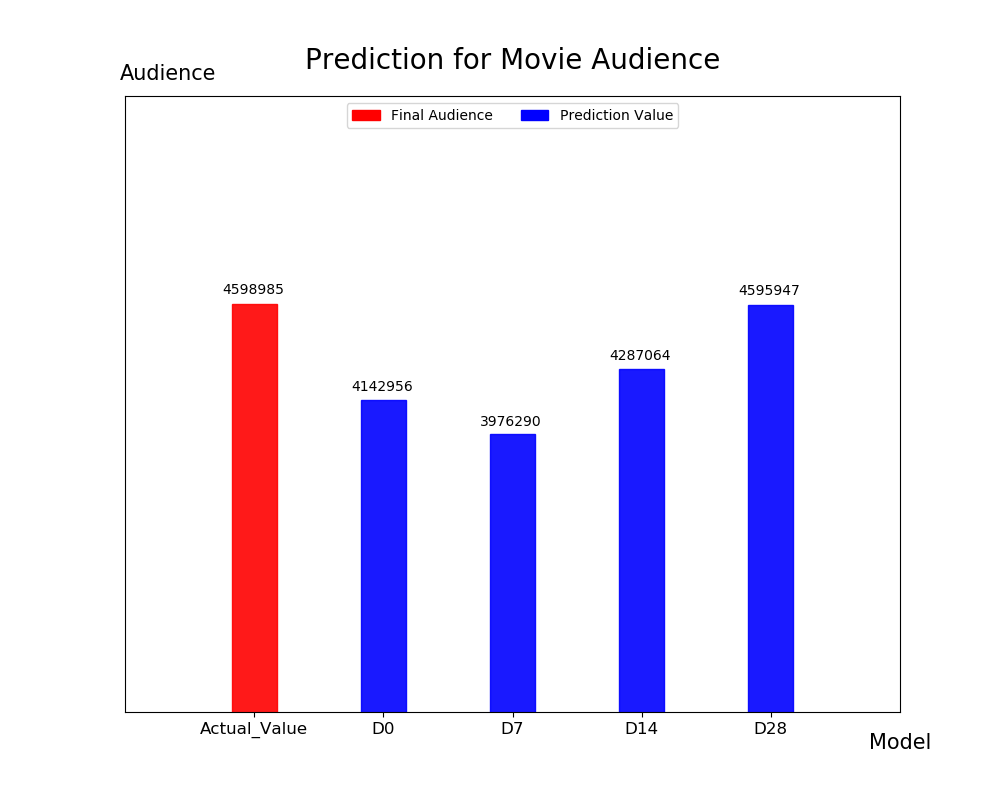 Prediction for Movie Audience
Audience
Final Audience Prediction Value
4598985
4142956
3976290
4287064
4595947
Actual_Value D0 D7 D14 D28
Model